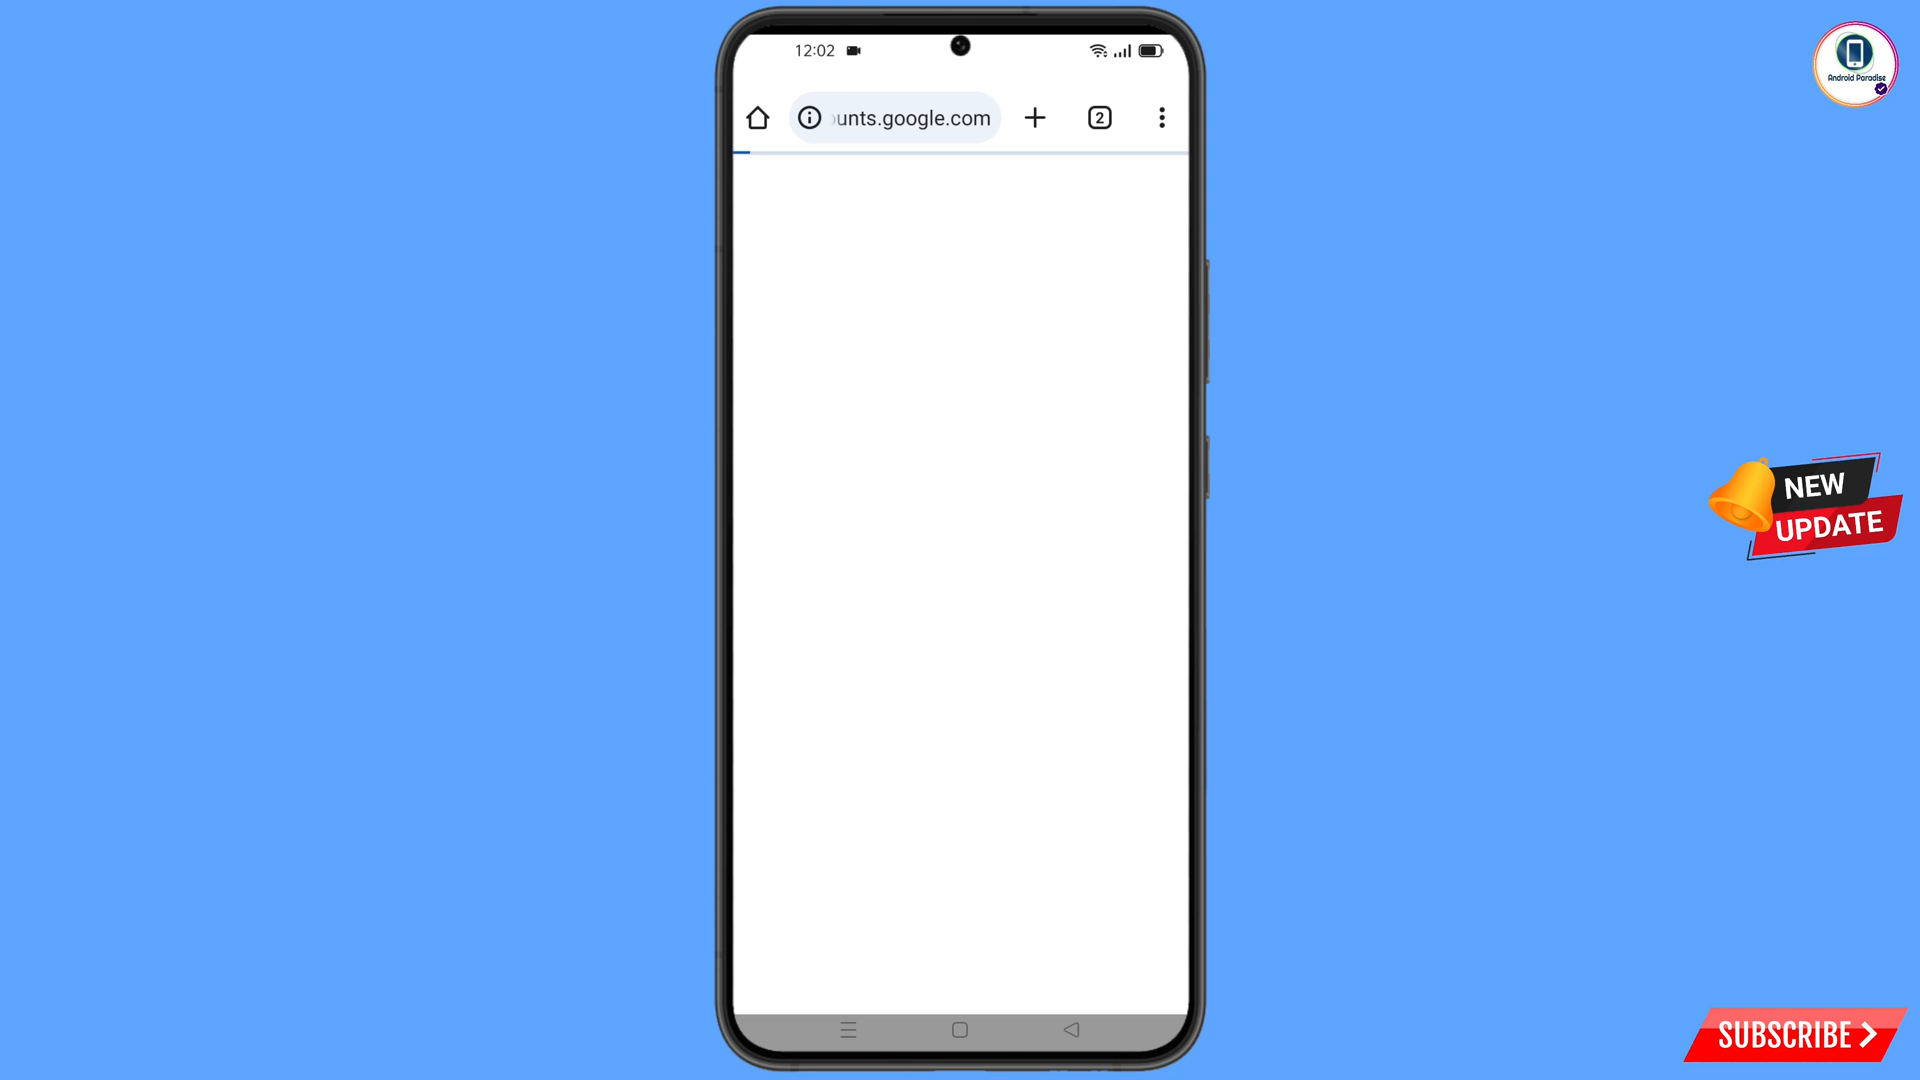 12:02
unts.google.com
2
Android Paradise
NEW
UPDATE
SUBSCRIBE